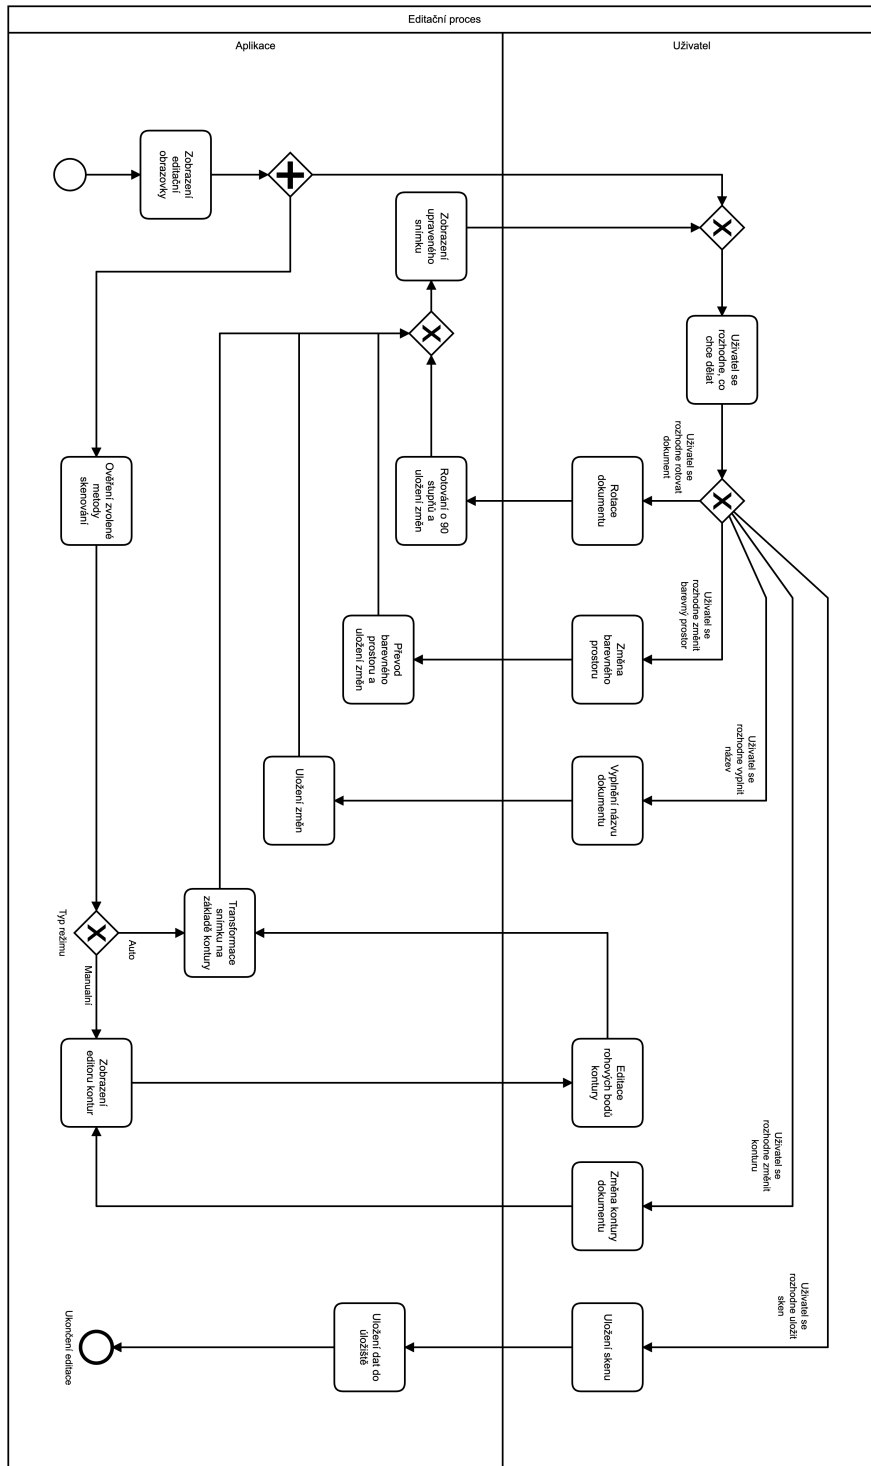 Editační proces
Aplikace
Uživatel
Zobrazení
editační
obrazovky
Zobrazení
upraveného
snímku
Uživatel se
rozhodne, co
chce dělat
Uživatel se
rozhodne rotovat
dokument
Ověření zvolené
metody
skenování
Rotování o 90
stupňů a
uložení změn
Rotace
dokumentu
Uživatel se
rozhodne změnit
barevný prostor
Převod
barevného
prostoru a
uložení změn
Změna
barevného
prostoru
Uživatel se
rozhodne vyplnit
název
Uložení změn
Vyplnění názvu
dokumentu
Typ režimu
Auto
Manualní
Transformace
snímku na
základě kontury
Zobrazení
editoru kontur
Editace
rohových bodů
kontury
Uživatel se
rozhodne změnit
konturu
Změna kontury
dokumentu
Uživatel se
rozhodne uložit
sken
Ukončení editace
Uložení dat do
úložiště
Uložení skenu